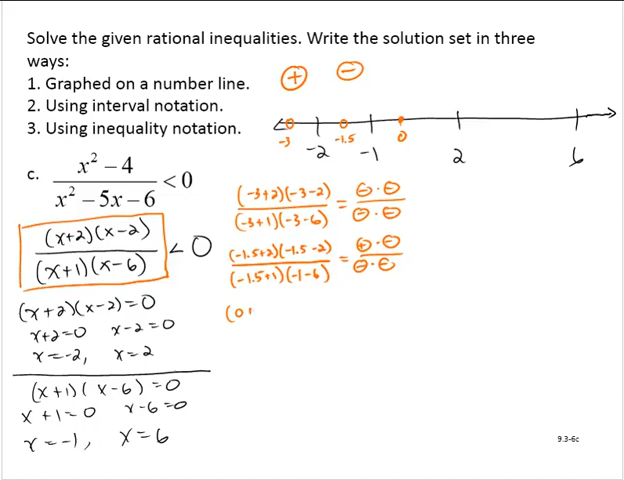 Solve the given rational inequalities. Write the solution set in three
ways:
1. Graphed on a number line.
2. Using interval notation.
3. Using inequality notation.
+ −
-3 -2 -1.5 -1 0 2 6
c. (x² − 4)/(x² − 5x − 6) < 0
(x+2)(x-2)/(x+1)(x-6) < 0
(x+2)(x-2)=0
x+2=0 x-2=0
x=-2, x=2
(x+1)(x-6)=0
x+1=0 x-6=0
x=-1, x=6
(-3+2)(-3-2)/(-3+1)(-3-6) = ⊖·⊖/⊖·⊖
(-1.5+2)(-1.5-2)/(-1.5+1)(-1-6) = ⊕·⊖/⊖·⊖
(0+
9.3-6c